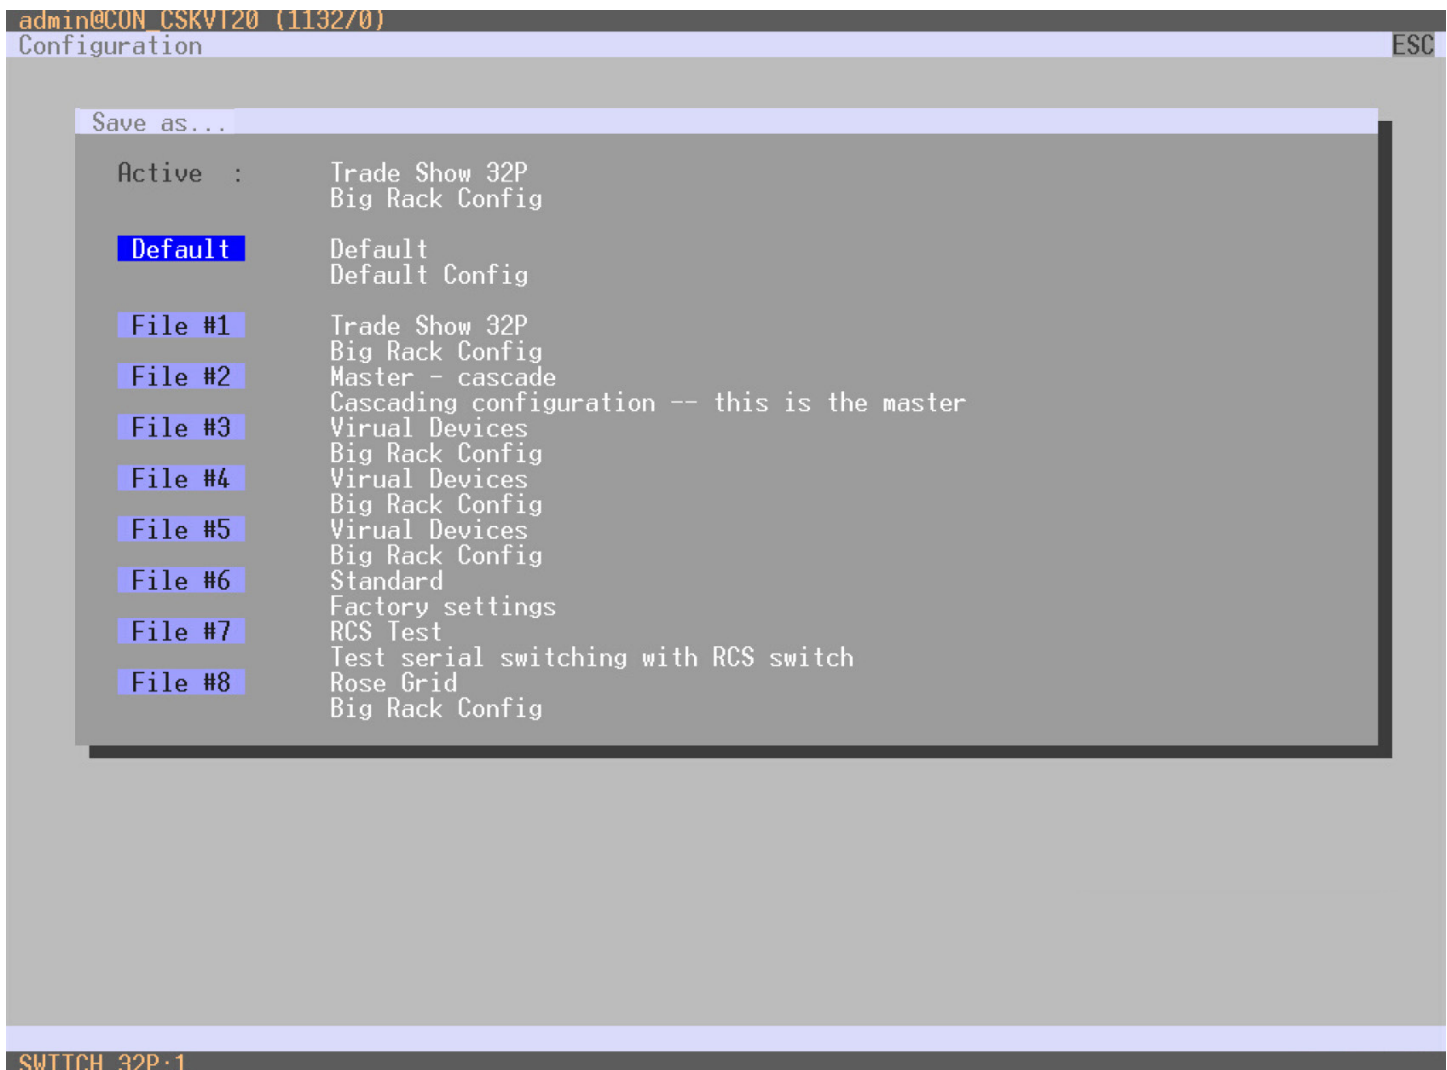 admin@CON_CSKVT20 (1132/0)
Configuration ESC
Save as...
Active : Trade Show 32P
Big Rack Config
Default Default
Default Config
File #1 Trade Show 32P
Big Rack Config
File #2 Master - cascade
Cascading configuration -- this is the master
File #3 Virual Devices
Big Rack Config
File #4 Virual Devices
Big Rack Config
File #5 Virual Devices
Big Rack Config
File #6 Standard
Factory settings
File #7 RCS Test
Test serial switching with RCS switch
File #8 Rose Grid
Big Rack Config
SWITCH 32P:1